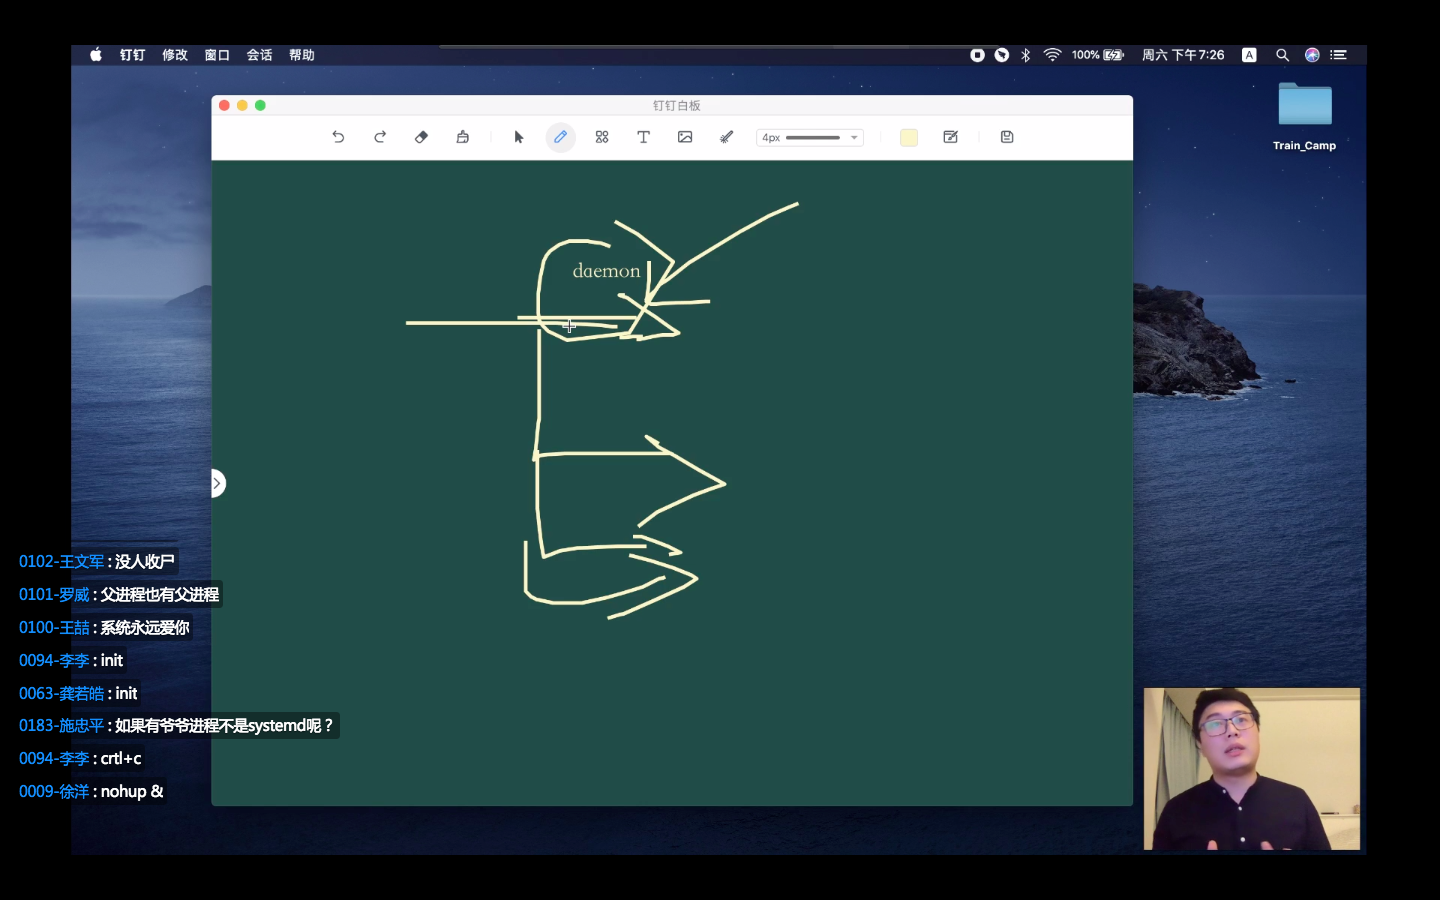 钉钉 修改 窗口 会话 帮助
100% 周六 下午7:26 A
钉钉白板
T 4px
Train_Camp
daemon
0102-王文军 : 没人收尸
0101-罗威 : 父进程也有父进程
0100-王喆 : 系统永远爱你
0094-李李 : init
0063-龚若皓 : init
0183-施忠平 : 如果有爷爷进程不是systemd呢？
0094-李李 : crtl+c
0009-徐洋 : nohup &